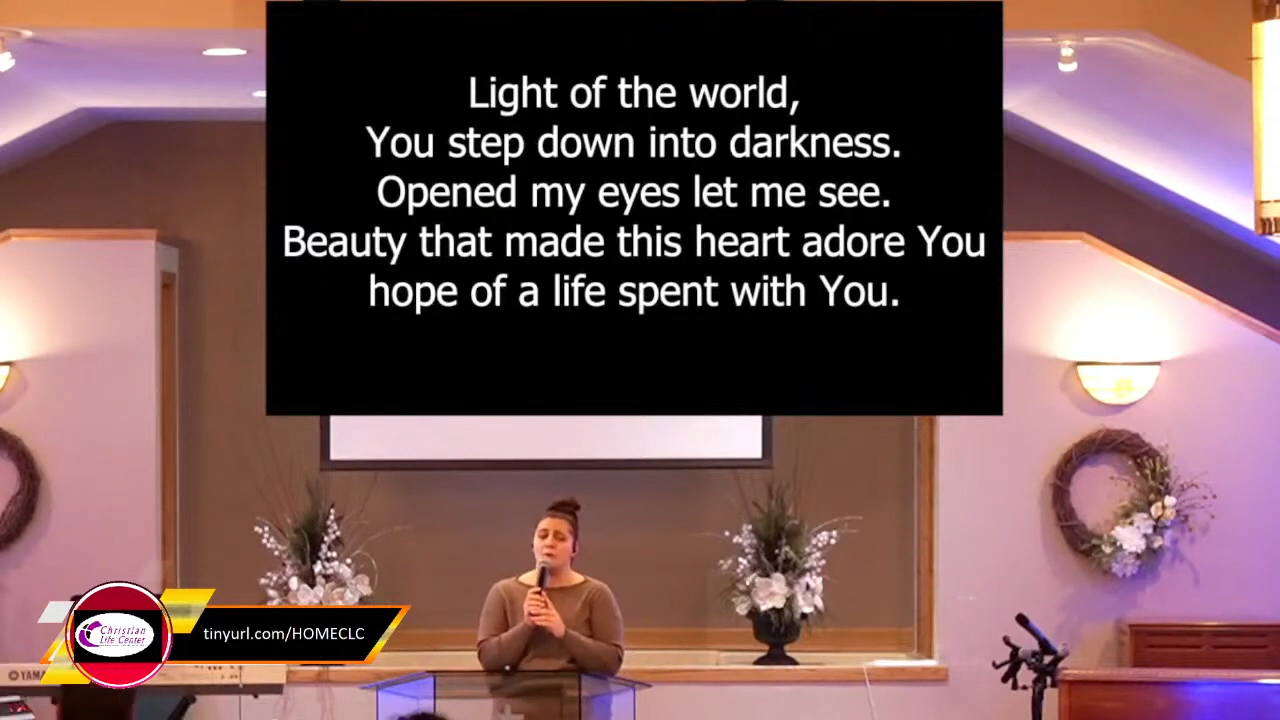 Light of the world,
You step down into darkness.
Opened my eyes let me see.
Beauty that made this heart adore You
hope of a life spent with You.
Christian
Life Center
tinyurl.com/HOMECLC
YAMA